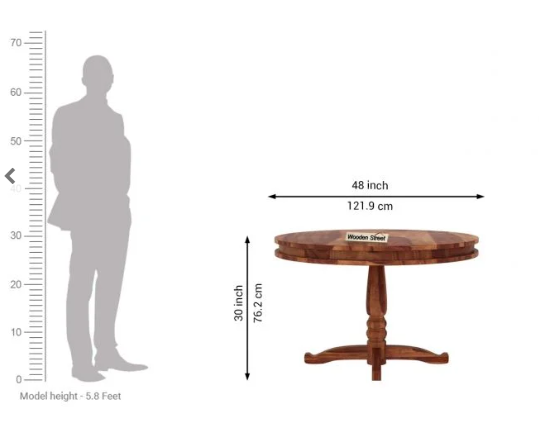 70
60
50
40
30
20
10
0
Model height - 5.8 Feet
48 inch
121.9 cm
30 inch
76.2 cm
Wooden Street